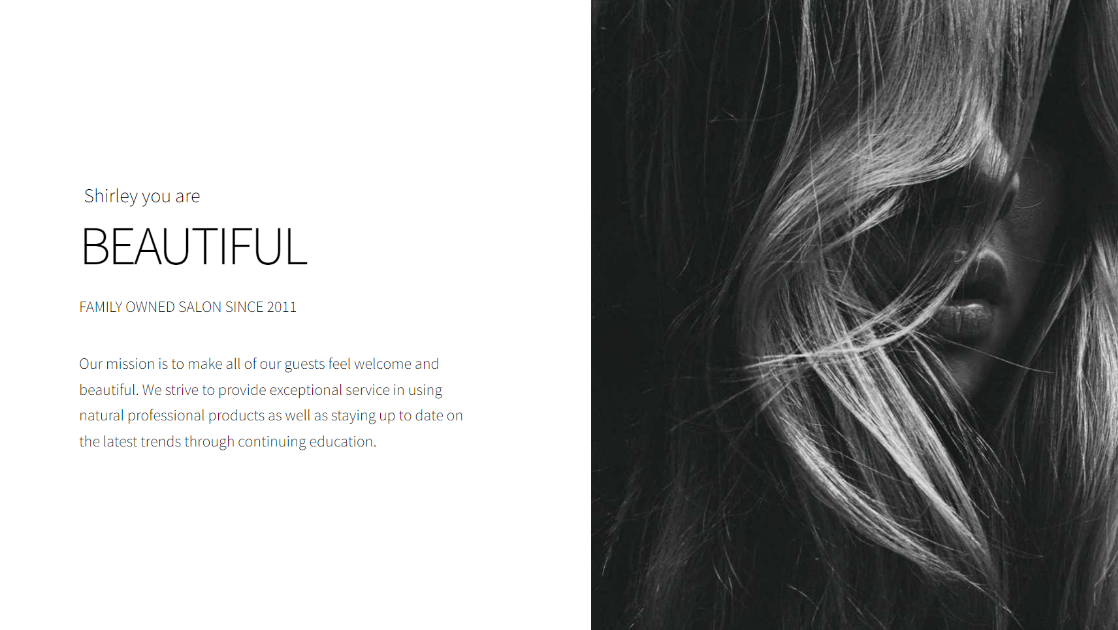 Shirley you are
BEAUTIFUL
FAMILY OWNED SALON SINCE 2011
Our mission is to make all of our guests feel welcome and
beautiful. We strive to provide exceptional service in using
natural professional products as well as staying up to date on
the latest trends through continuing education.